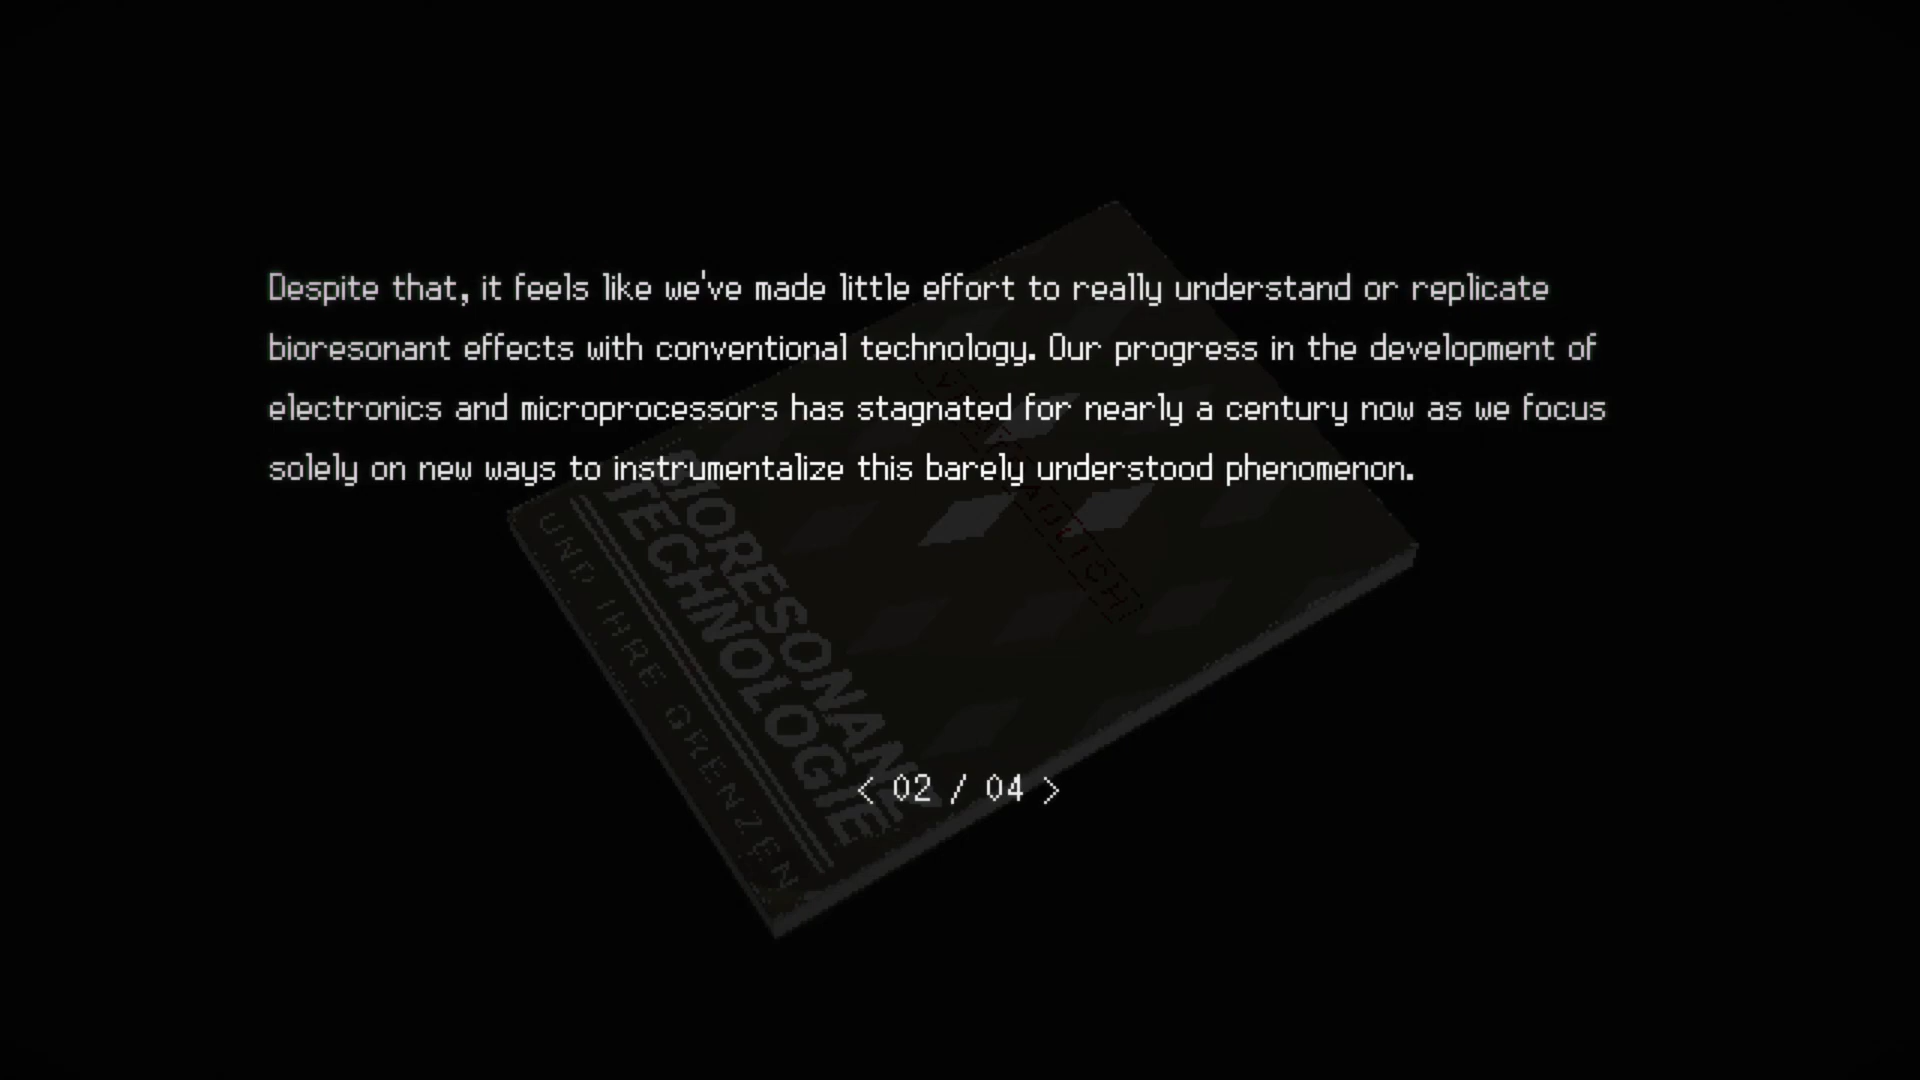 Despite that, it feels like we've made little effort to really understand or replicate
bioresonant effects with conventional technology. Our progress in the development of
electronics and microprocessors has stagnated for nearly a century now as we focus
solely on new ways to instrumentalize this barely understood phenomenon.
BIORESONANZ
TECHNOLOGIE
UND IHRE GRENZEN
< 02 / 04 >